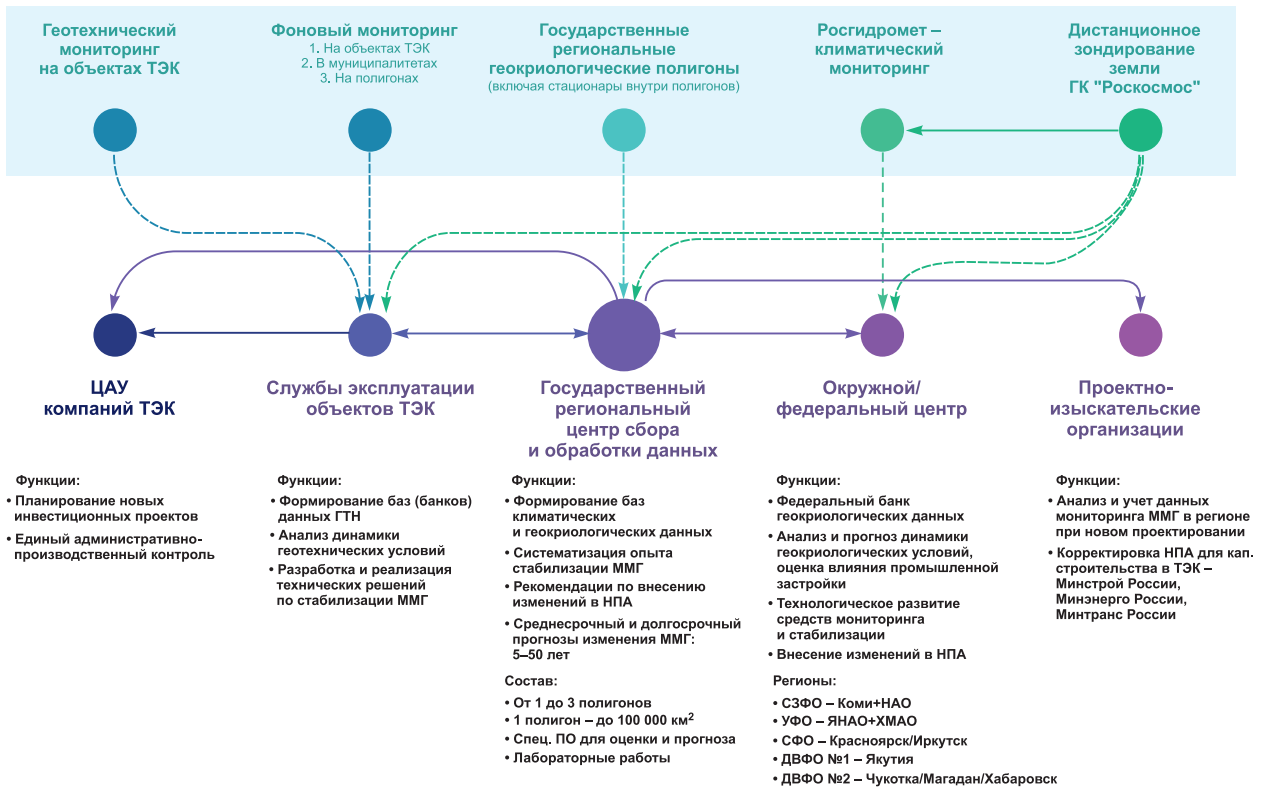 Геотехнический
мониторинг
на объектах ТЭК
Фоновый мониторинг
1. На объектах ТЭК
2. В муниципалитетах
3. На полигонах
Государственные
региональные
геокриологические полигоны
(включая стационары внутри полигонов)
Росгидромет –
климатический
мониторинг
Дистанционное
зондирование
земли
ГК "Роскосмос"
ЦАУ
компаний ТЭК
Функции:
• Планирование новых
инвестиционных проектов
• Единый административно-
производственный контроль
Службы эксплуатации
объектов ТЭК
Функции:
• Формирование баз (банков)
данных ГТН
• Анализ динамики
геотехнических условий
• Разработка и реализация
технических решений
по стабилизации ММГ
Государственный
региональный
центр сбора
и обработки данных
Функции:
• Формирование баз
климатических
и геокриологических данных
• Систематизация опыта
стабилизации ММГ
• Рекомендации по внесению
изменений в НПА
• Среднесрочный и долгосрочный
прогнозы изменения ММГ:
5–50 лет
Состав:
• От 1 до 3 полигонов
• 1 полигон – до 100 000 км²
• Спец. ПО для оценки и прогноза
• Лабораторные работы
Окружной/
федеральный центр
Функции:
• Федеральный банк
геокриологических данных
• Анализ и прогноз динамики
геокриологических условий,
оценка влияния промышленной
застройки
• Технологическое развитие
средств мониторинга
и стабилизации
• Внесение изменений в НПА
Регионы:
• СЗФО – Коми+НАО
• УФО – ЯНАО+ХМАО
• СФО – Красноярск/Иркутск
• ДВФО №1 – Якутия
• ДВФО №2 – Чукотка/Магадан/Хабаровск
Проектно-
изыскательские
организации
Функции:
• Анализ и учет данных
мониторинга ММГ в регионе
при новом проектировании
• Корректировка НПА для кап.
строительства в ТЭК –
Минстрой России,
Минэнерго России,
Минтранс России